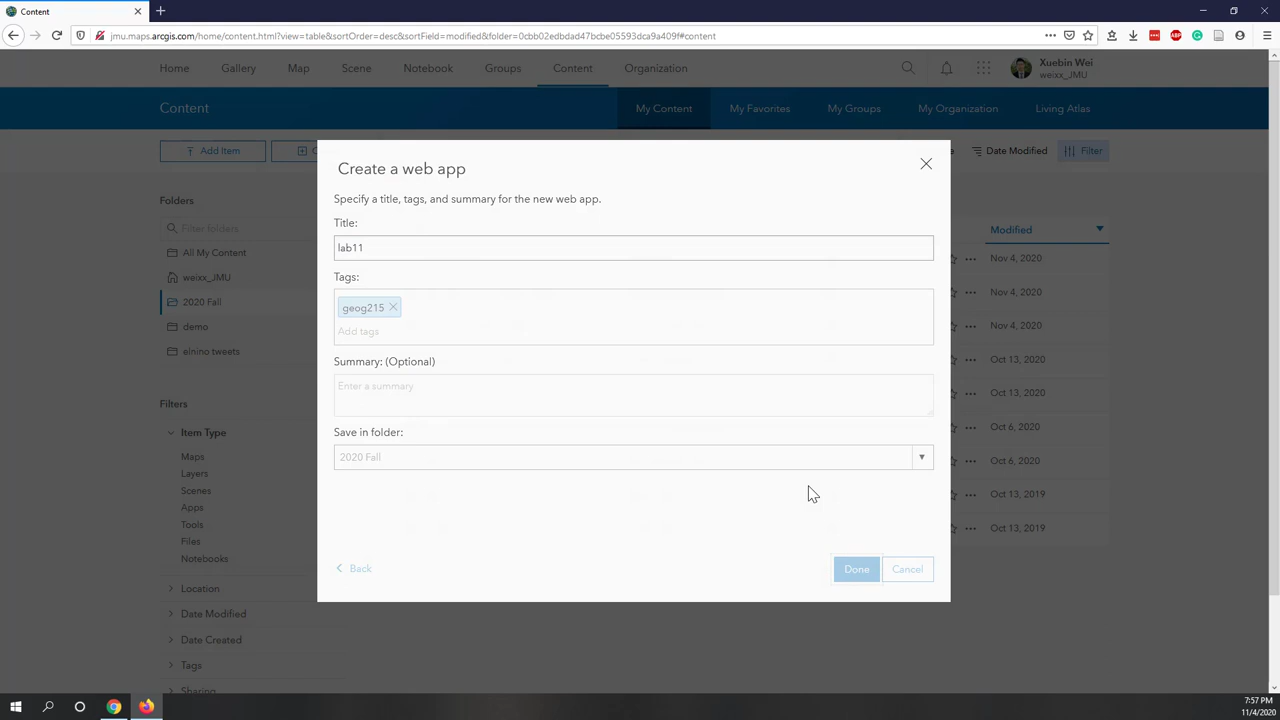 Content
jmu.maps.arcgis.com/home/content.html?view=table&sortOrder=desc&sortField=modified&folder=0cbb02edbdad47bcbe05593dca9a409f#content
Home Gallery Map Scene Notebook Groups Content Organization
Xuebin Wei
weixx_JMU
Content
My Content My Favorites My Groups My Organization Living Atlas
Add Item
Date Modified
Filter
Create a web app
Specify a title, tags, and summary for the new web app.
Title:
lab11
Tags:
geog215
Add tags
Summary: (Optional)
Enter a summary
Save in folder:
2020 Fall
Back
Done
Cancel
Folders
Filter folders
All My Content
weixx_JMU
2020 Fall
demo
elnino tweets
Filters
Item Type
Maps
Layers
Scenes
Apps
Tools
Files
Notebooks
Location
Date Modified
Date Created
Tags
Sharing
Modified
Nov 4, 2020
Nov 4, 2020
Nov 4, 2020
Oct 13, 2020
Oct 13, 2020
Oct 6, 2020
Oct 6, 2020
Oct 13, 2019
Oct 13, 2019
7:57 PM
11/4/2020